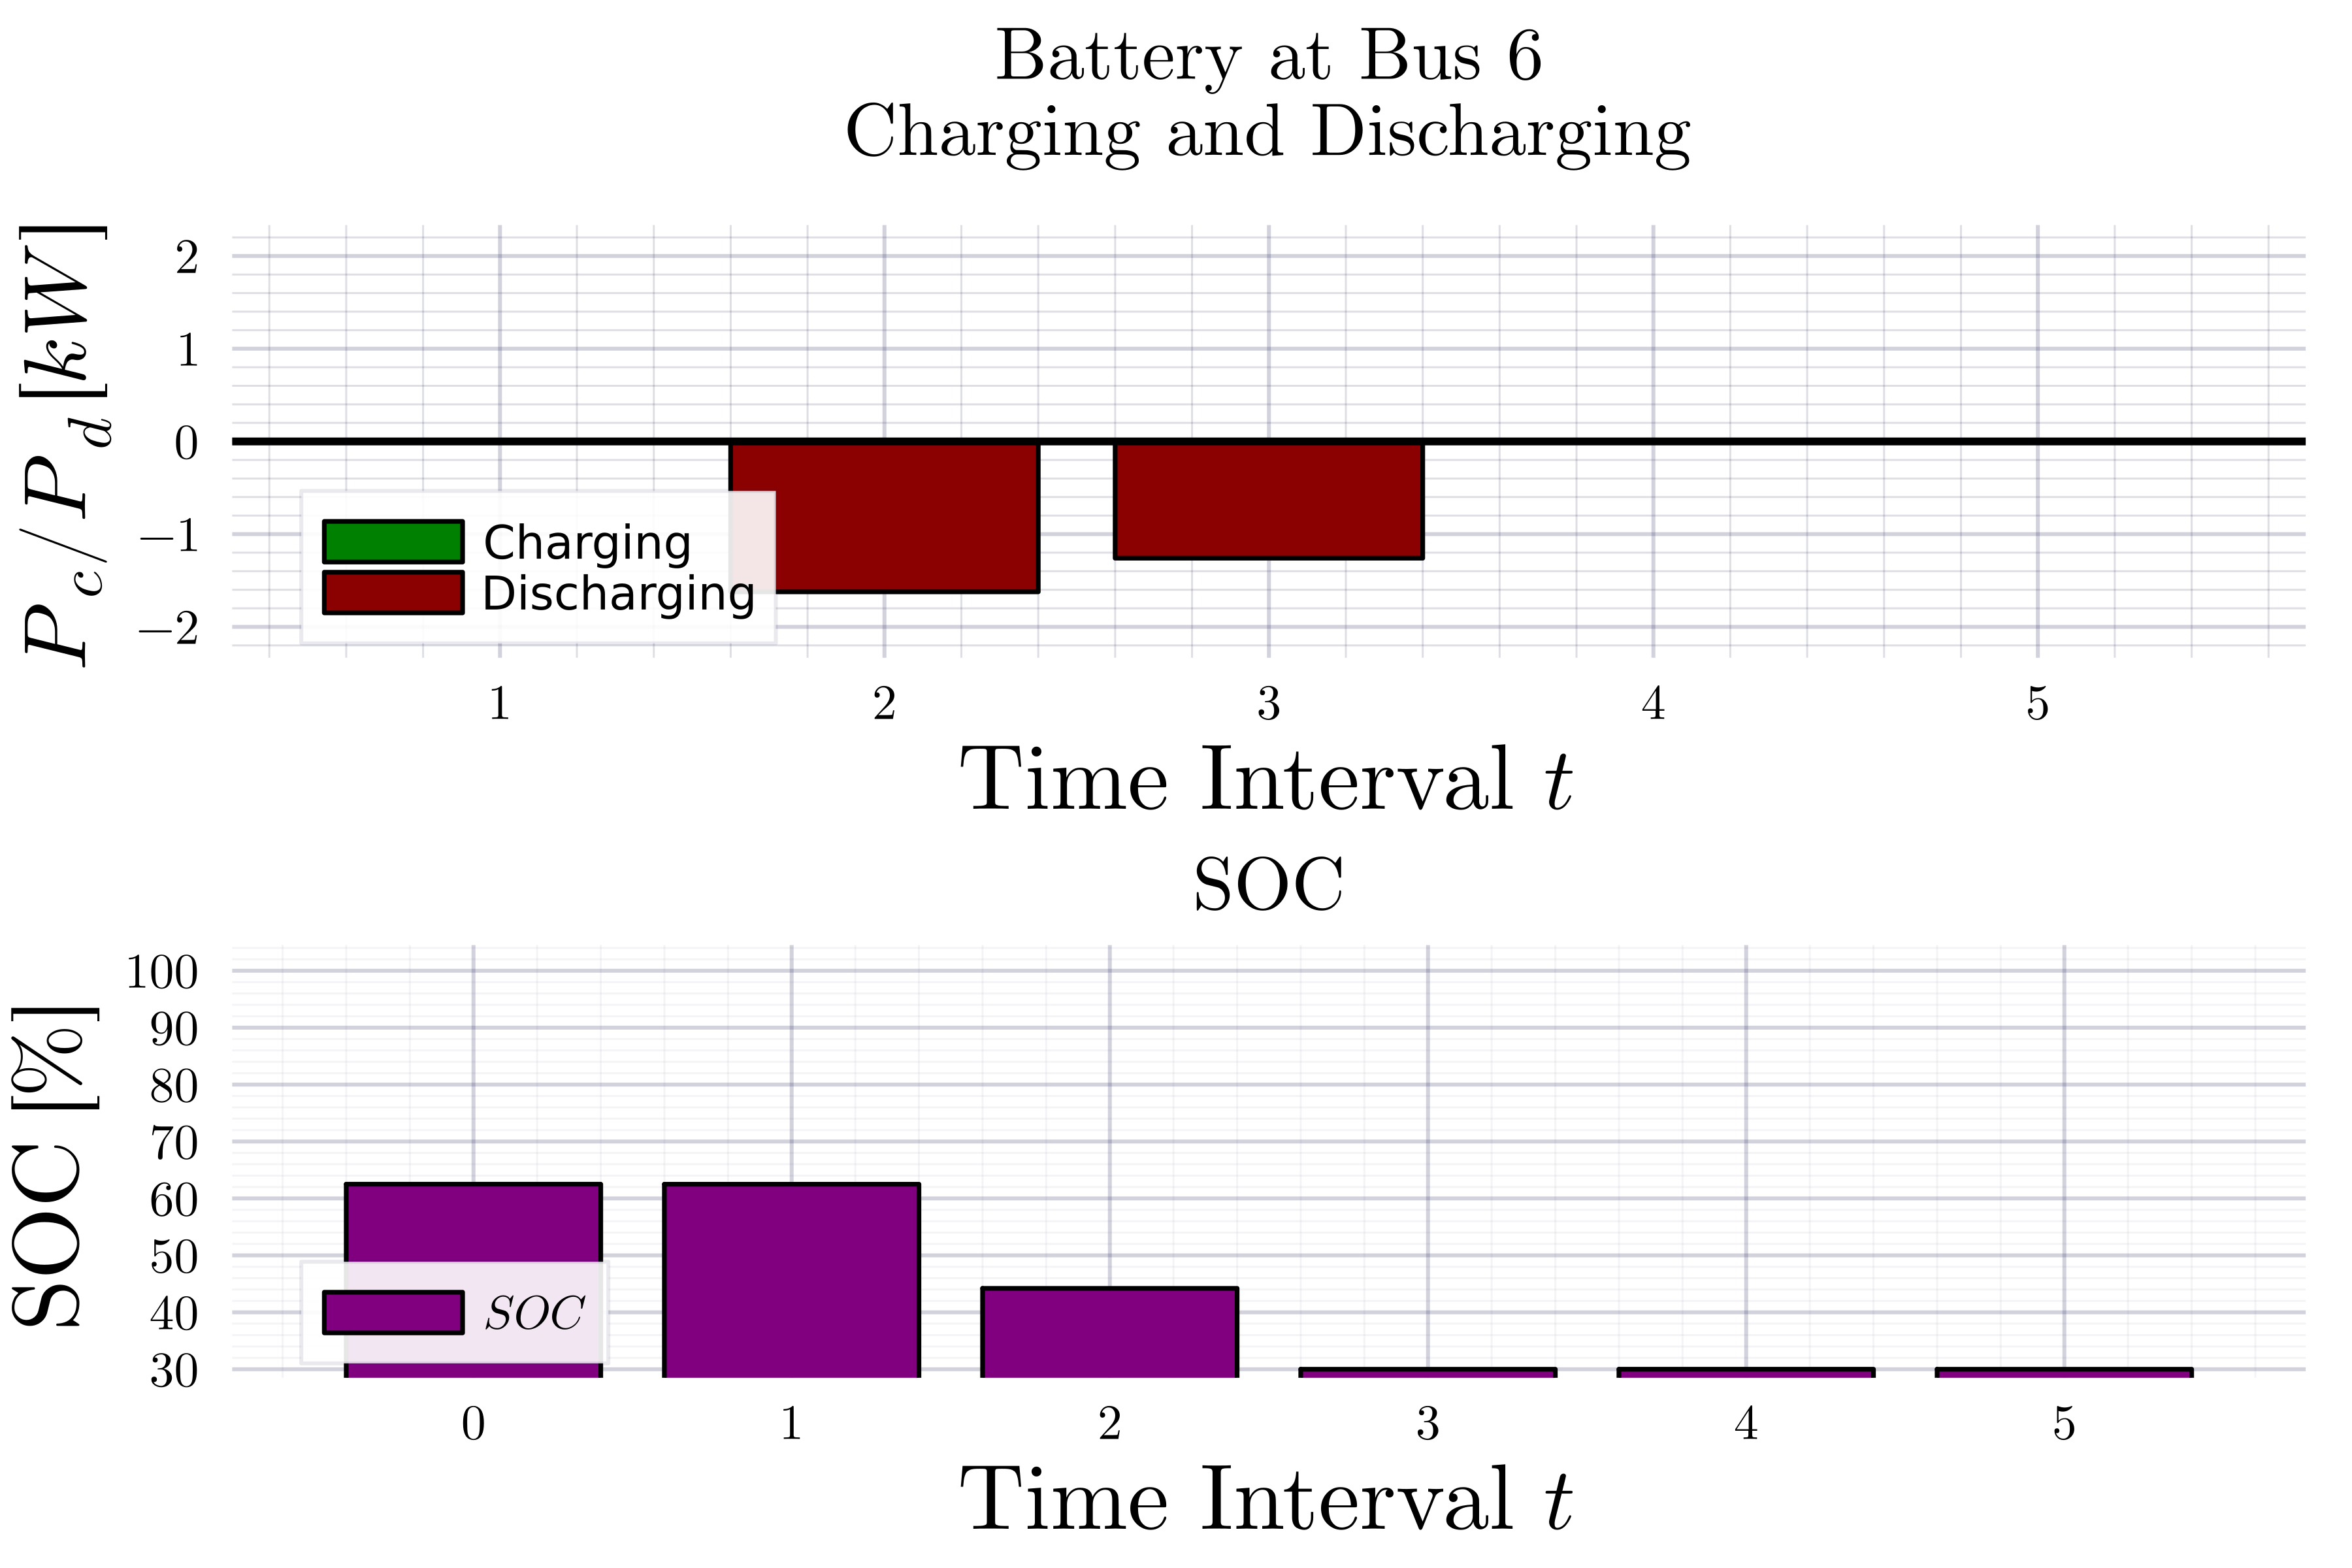 Battery at Bus 6
Charging and Discharging
P_c/P_d [kW]
2
1
0
−1
−2
Charging
Discharging
1 2 3 4 5
Time Interval t
SOC
SOC [%]
100
90
80
70
60
50
40
30
SOC
0 1 2 3 4 5
Time Interval t